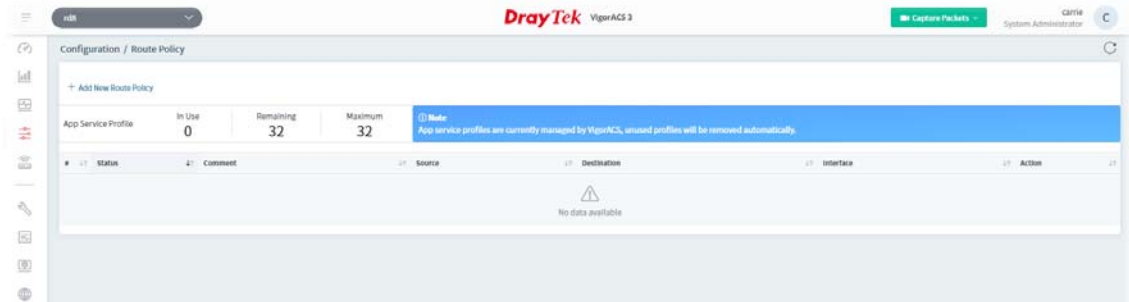 rd8
DrayTek VigorACS 3
Capture Packets
carrie
System Administrator
C
Configuration / Route Policy
+ Add New Route Policy
App Service Profile
In Use
0
Remaining
32
Maximum
32
Note
App service profiles are currently managed by VigorACS, unused profiles will be removed automatically.
# Status Comment Source Destination Interface Action
No data available